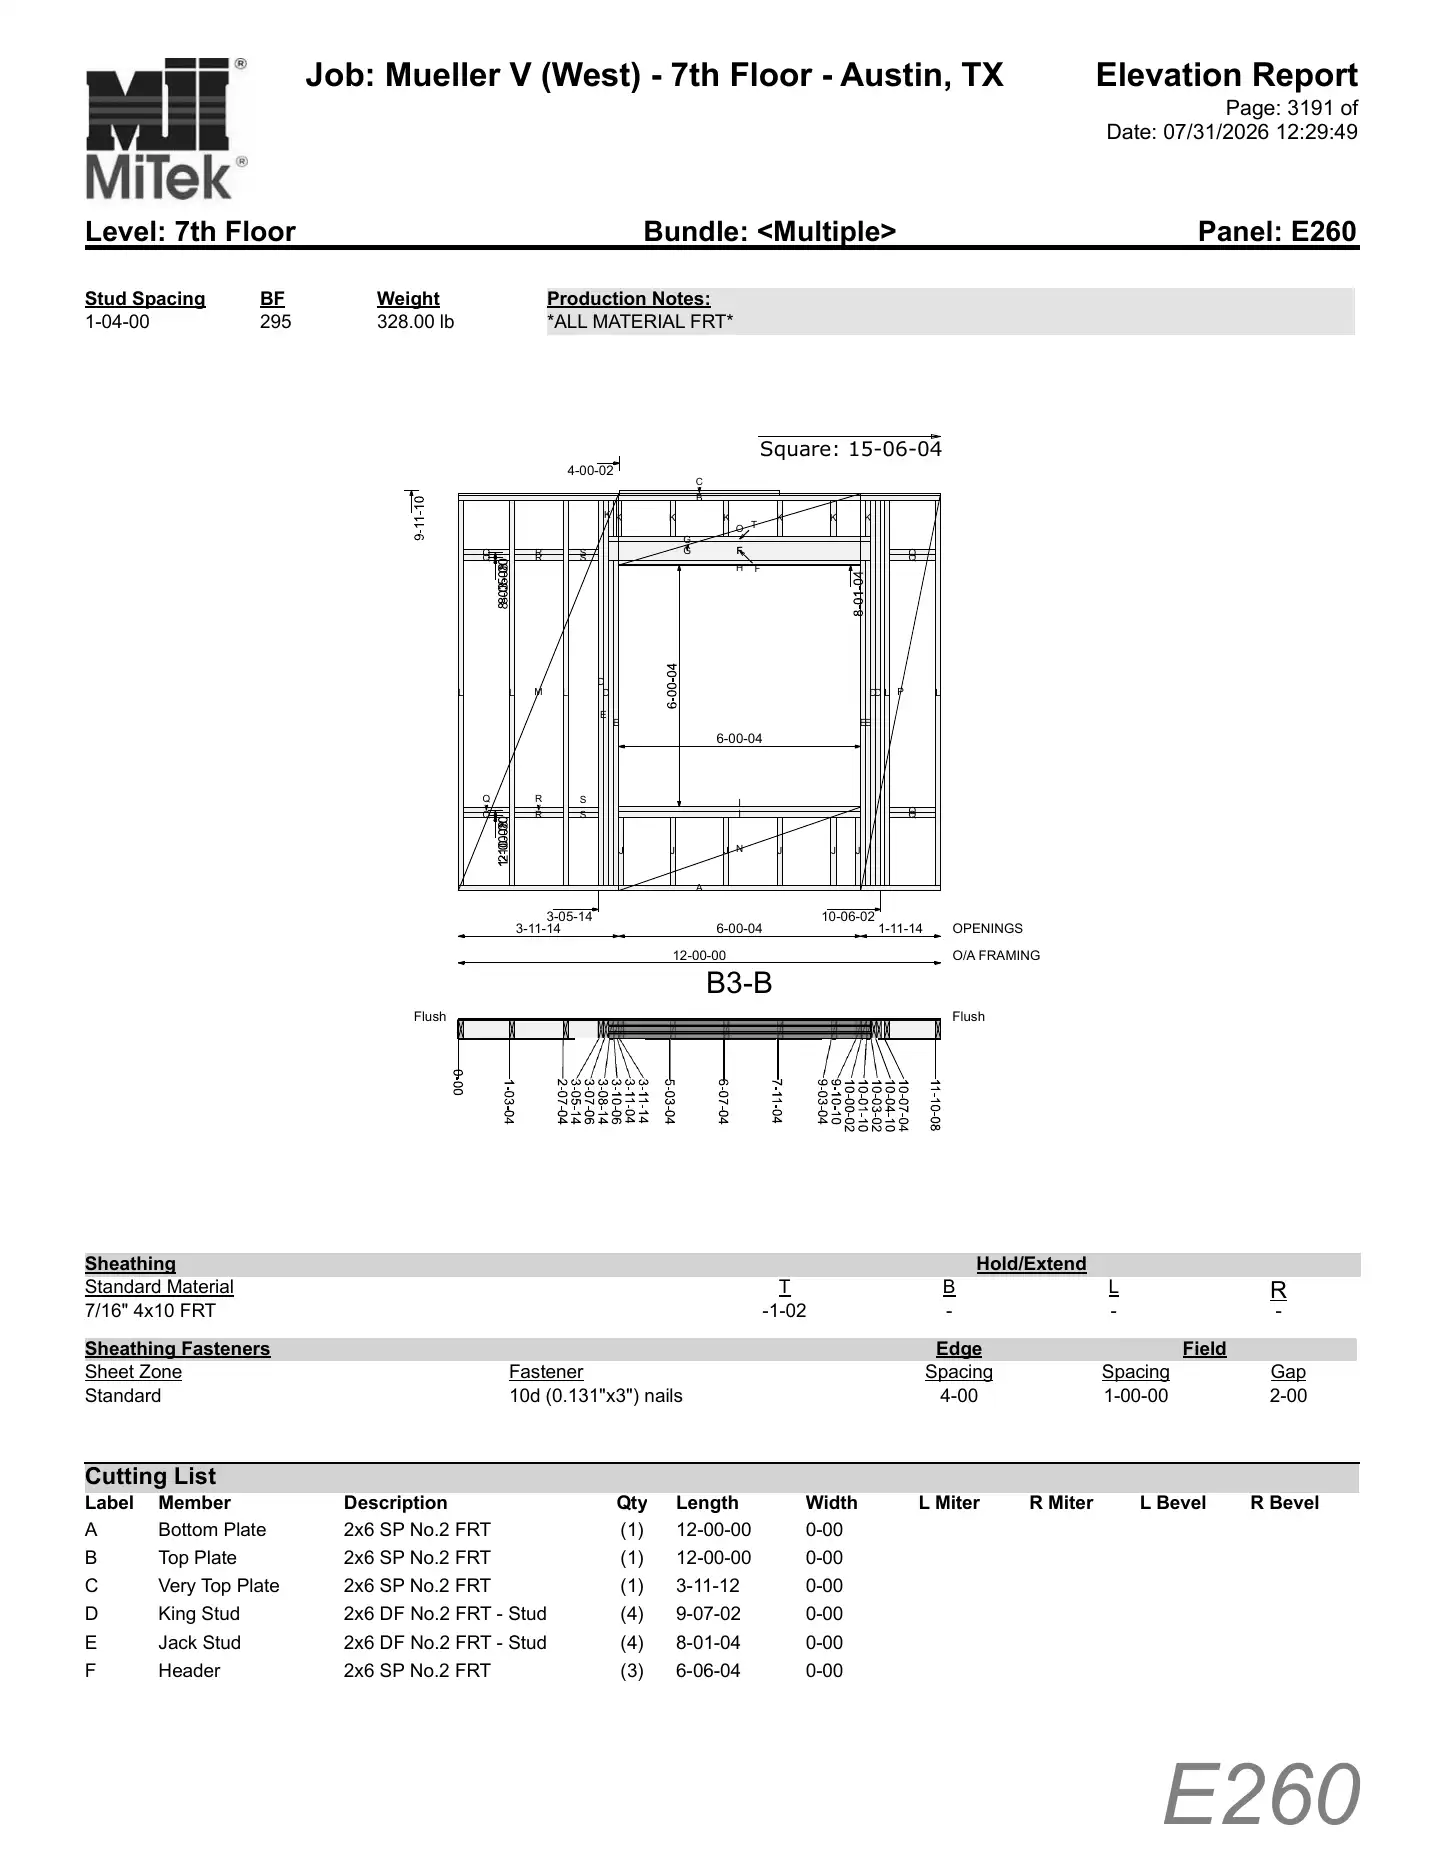 Job: Mueller V (West) - 7th Floor - Austin, TX
Elevation Report
Page: 3191 of
Date: 07/31/2026 12:29:49
MiTek®
Level: 7th Floor Bundle: <Multiple> Panel: E260
Stud Spacing BF Weight Production Notes:
1-04-00 295 328.00 lb *ALL MATERIAL FRT*
Square: 15-06-04
4-00-02
C
B
9-11-10
K K K K K K K
O T
G
G F
H F
Q R S Q
Q R S Q
8-01-04
6-00-04
D
D
L L M L D D L P L
E
E E E
6-00-04
Q R S I Q
Q R S I Q
J J J N J J J
A
3-05-14 10-06-02
3-11-14 6-00-04 1-11-14 OPENINGS
12-00-00 O/A FRAMING
B3-B
Flush Flush
0-00
1-03-04
2-07-04
3-05-14
3-07-06
3-08-14
3-10-06
3-11-04
3-11-14
5-03-04
6-07-04
7-11-04
9-03-04
9-10-10
10-00-02
10-01-10
10-03-02
10-04-10
10-07-04
11-10-08
Sheathing Hold/Extend
Standard Material T B L R
7/16" 4x10 FRT -1-02 - - -
Sheathing Fasteners Edge Field
Sheet Zone Fastener Spacing Spacing Gap
Standard 10d (0.131"x3") nails 4-00 1-00-00 2-00
Cutting List
Label Member Description Qty Length Width L Miter R Miter L Bevel R Bevel
A Bottom Plate 2x6 SP No.2 FRT (1) 12-00-00 0-00
B Top Plate 2x6 SP No.2 FRT (1) 12-00-00 0-00
C Very Top Plate 2x6 SP No.2 FRT (1) 3-11-12 0-00
D King Stud 2x6 DF No.2 FRT - Stud (4) 9-07-02 0-00
E Jack Stud 2x6 DF No.2 FRT - Stud (4) 8-01-04 0-00
F Header 2x6 SP No.2 FRT (3) 6-06-04 0-00
E260